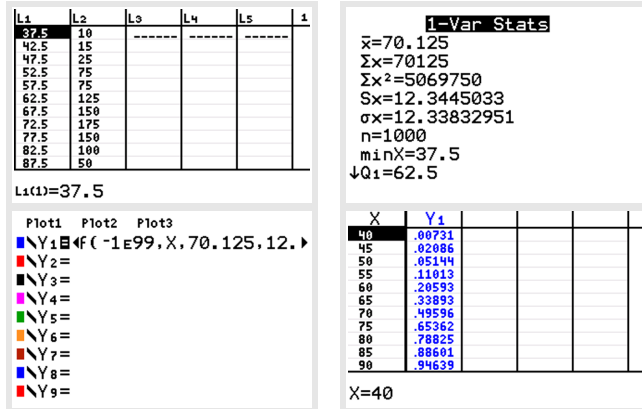 L1 L2 L3 L4 L5 1
37.5 10 ------ ------ ------
42.5 15
47.5 25
52.5 75
57.5 75
62.5 125
67.5 150
72.5 175
77.5 150
82.5 100
87.5 50
L1(1)=37.5
1-Var Stats
x̄=70.125
Σx=70125
Σx²=5069750
Sx=12.3445033
σx=12.33832951
n=1000
minX=37.5
↓Q1=62.5
Plot1 Plot2 Plot3
\Y1=◀f(-1ᴇ99,X,70.125,12.▶
\Y2=
\Y3=
\Y4=
\Y5=
\Y6=
\Y7=
\Y8=
\Y9=
X Y1
40 .00731
45 .02086
50 .05144
55 .11013
60 .20593
65 .33893
70 .49596
75 .65362
80 .78825
85 .88601
90 .94639
X=40